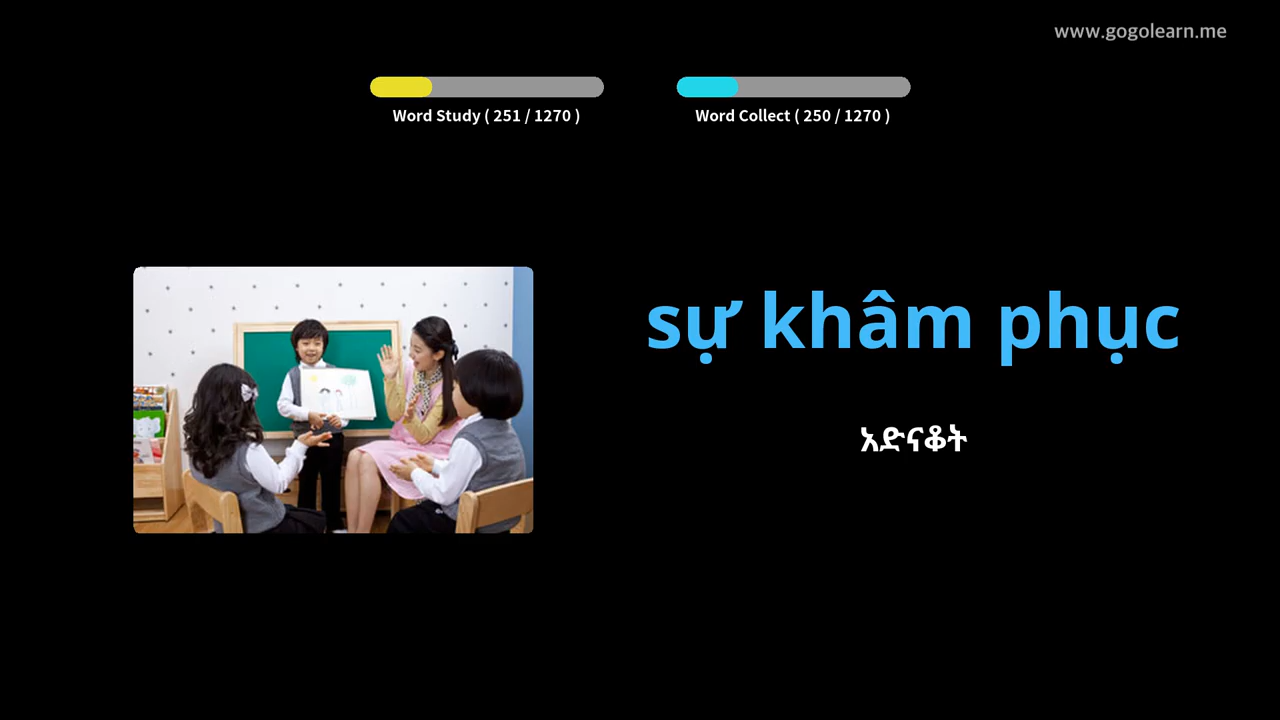 www.gogolearn.me
Word Study ( 251 / 1270 )
Word Collect ( 250 / 1270 )
sự khâm phục
አድናቆት